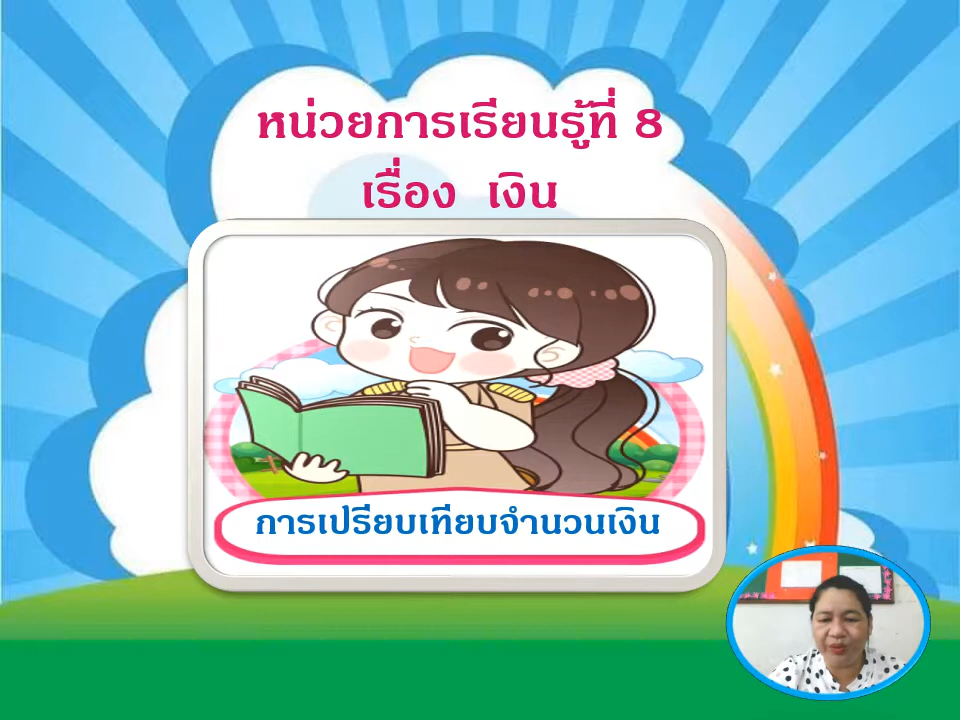 หน่วยการเรียนรู้ที่ 8
เรื่อง เงิน
การเปรียบเทียบจำนวนเงิน